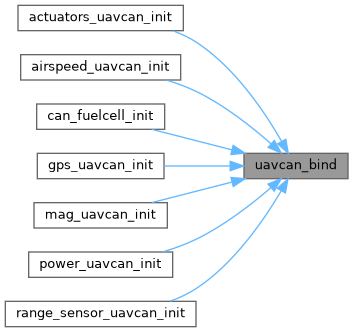 actuators_uavcan_init
airspeed_uavcan_init
can_fuelcell_init
gps_uavcan_init
uavcan_bind
mag_uavcan_init
power_uavcan_init
range_sensor_uavcan_init